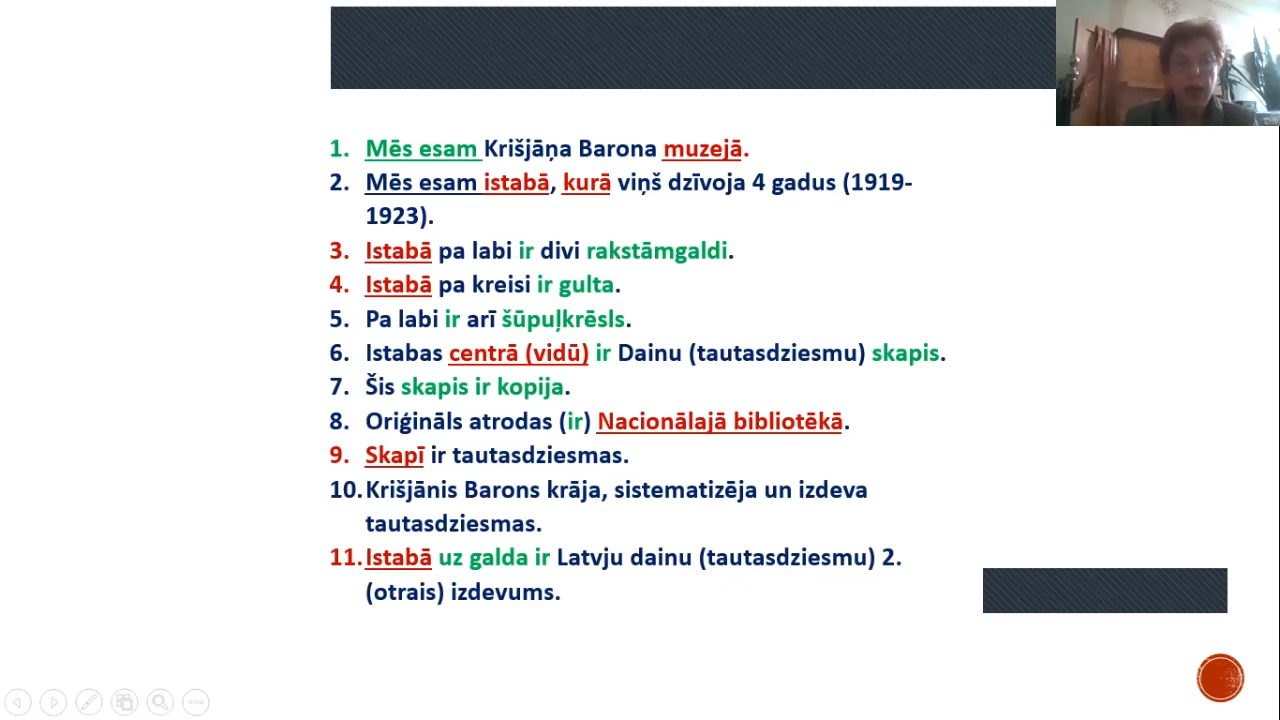 1. Mēs esam Krišjāņa Barona muzejā.
2. Mēs esam istabā, kurā viņš dzīvoja 4 gadus (1919-
1923).
3. Istabā pa labi ir divi rakstāmgaldi.
4. Istabā pa kreisi ir gulta.
5. Pa labi ir arī šūpuļkrēsls.
6. Istabas centrā (vidū) ir Dainu (tautasdziesmu) skapis.
7. Šis skapis ir kopija.
8. Oriģināls atrodas (ir) Nacionālajā bibliotēkā.
9. Skapī ir tautasdziesmas.
10. Krišjānis Barons krāja, sistematizēja un izdeva
tautasdziesmas.
11. Istabā uz galda ir Latvju dainu (tautasdziesmu) 2.
(otrais) izdevums.